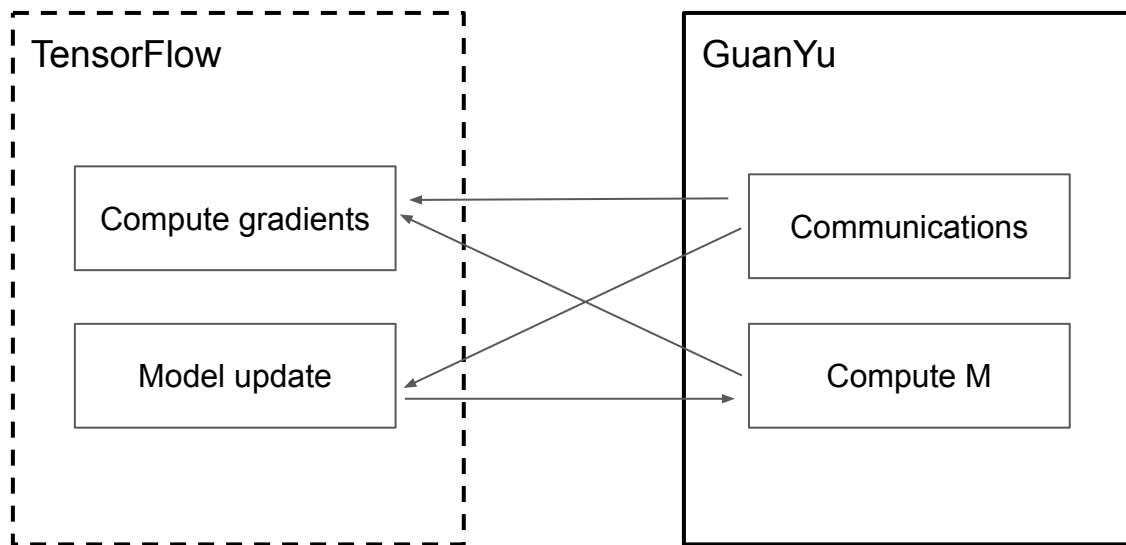 TensorFlow
GuanYu
Compute gradients
Communications
Model update
Compute M